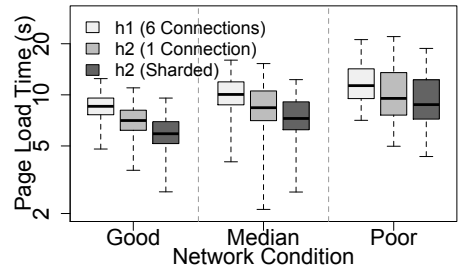 Page Load Time (s)
20
10
5
2
h1 (6 Connections)
h2 (1 Connection)
h2 (Sharded)
Good Median Poor
Network Condition